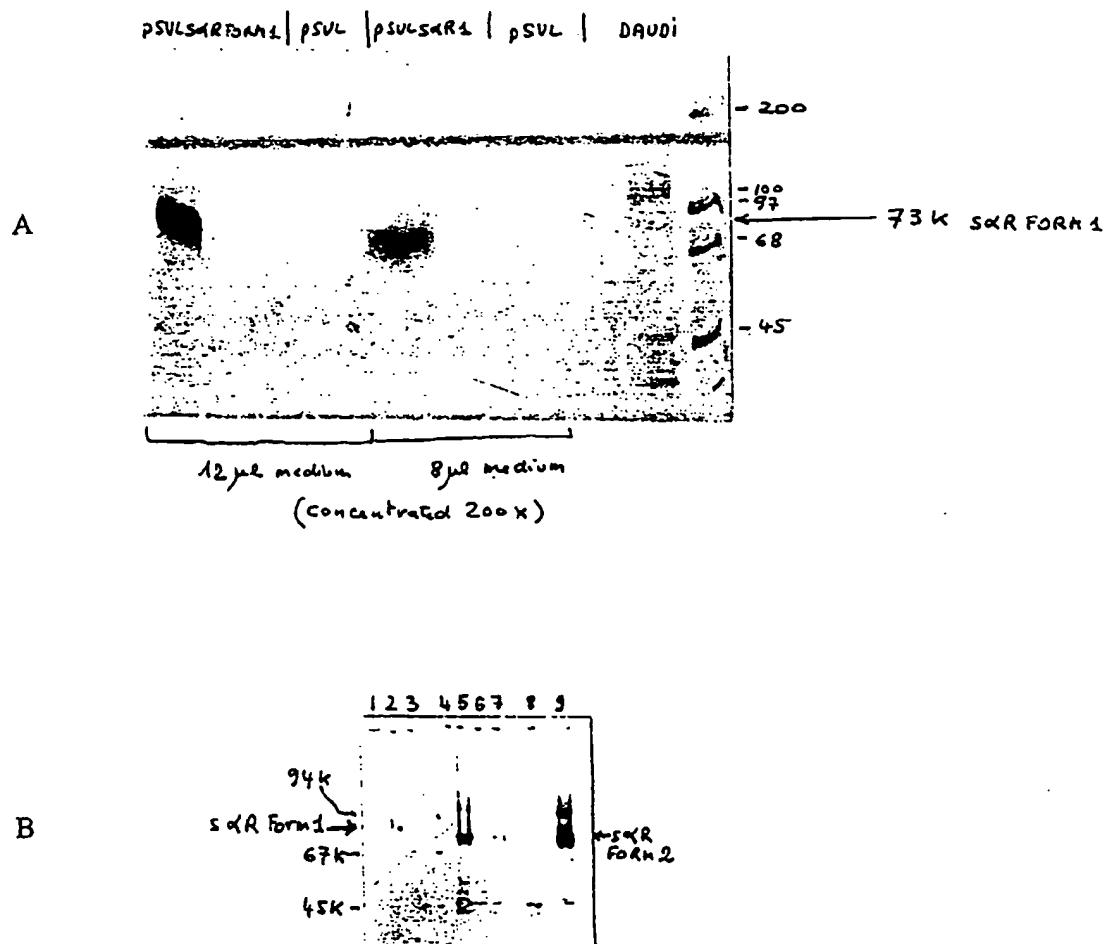 pSVLSαRFORM1 | pSVL | pSVLSαR1 | pSVL | DAUDi
- 200
A
- 100
- 97
73K SαR FORM 1
- 68
- 45
12 µl medium 8 µl medium
(concentrated 200 x)
1 2 3 4 5 6 7 8 9
94K
B
SαR Form1
SαR FORM 2
67K-
45K-